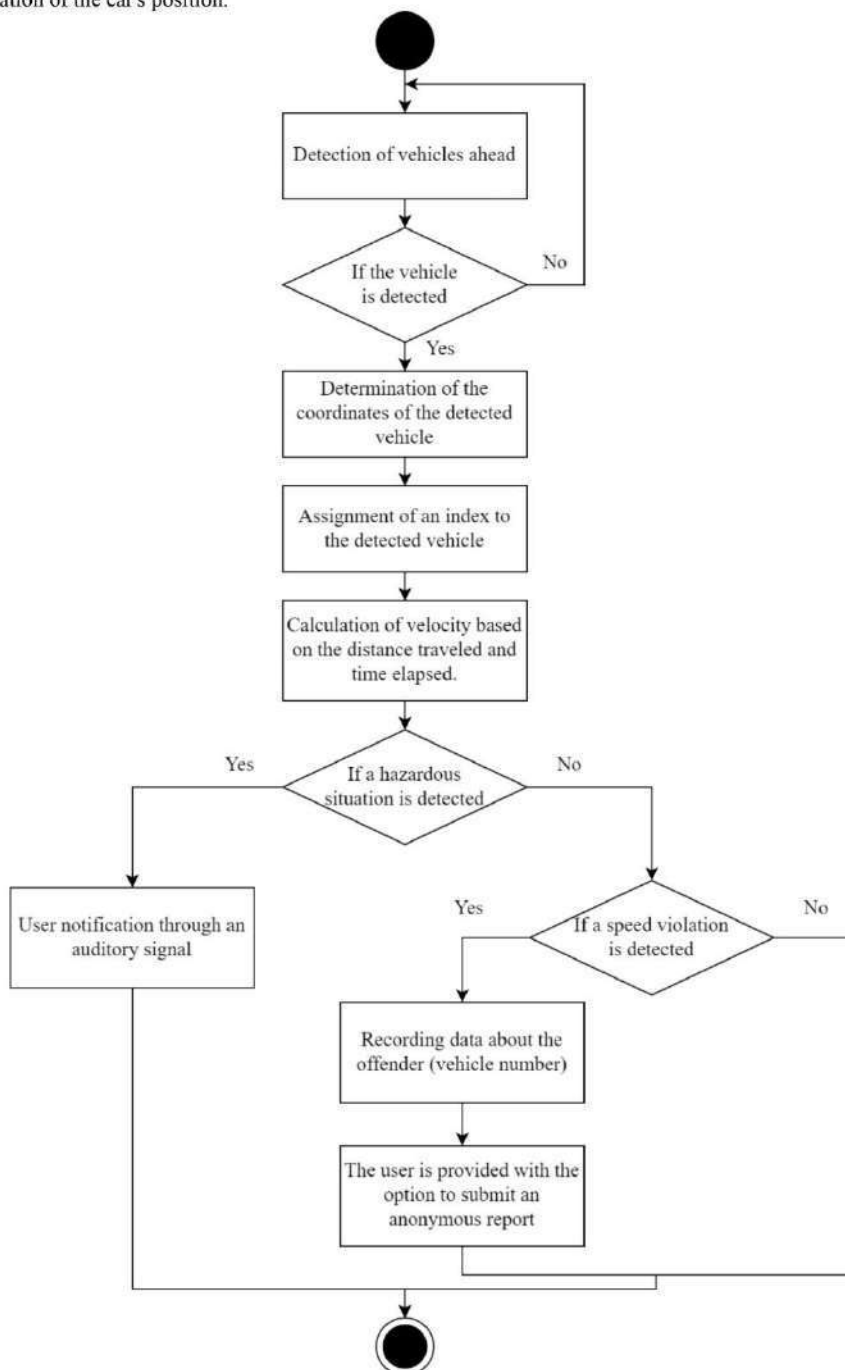 ation of the car's position.
Detection of vehicles ahead
If the vehicle
is detected
No
Yes
Determination of the
coordinates of the detected
vehicle
Assignment of an index to
the detected vehicle
Calculation of velocity based
on the distance traveled and
time elapsed.
Yes
If a hazardous
situation is detected
No
User notification through an
auditory signal
Yes
If a speed violation
is detected
No
Recording data about the
offender (vehicle number)
The user is provided with the
option to submit an
anonymous report